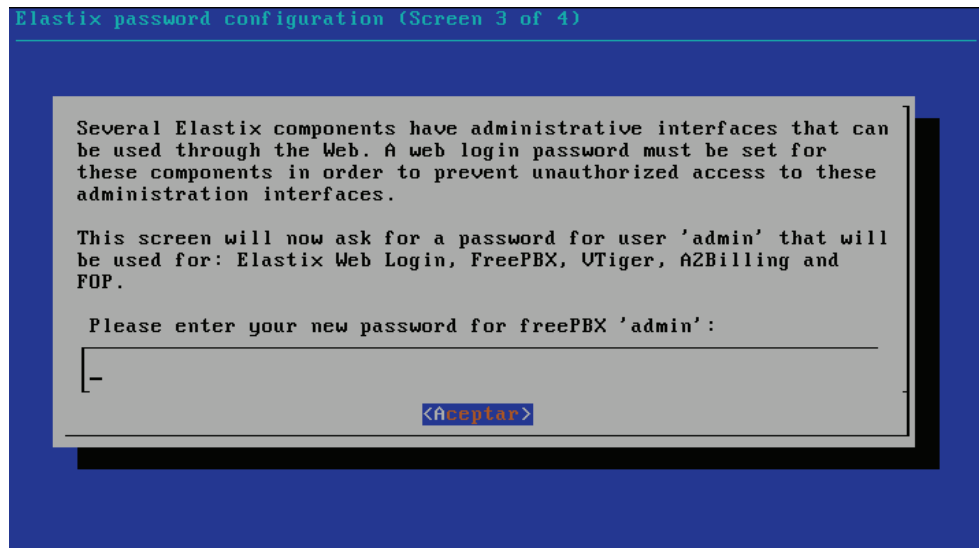 Elastix password configuration (Screen 3 of 4)
Several Elastix components have administrative interfaces that can
be used through the Web. A web login password must be set for
these components in order to prevent unauthorized access to these
administration interfaces.
This screen will now ask for a password for user 'admin' that will
be used for: Elastix Web Login, FreePBX, VTiger, A2Billing and
FOP.
Please enter your new password for freePBX 'admin':
<Aceptar>